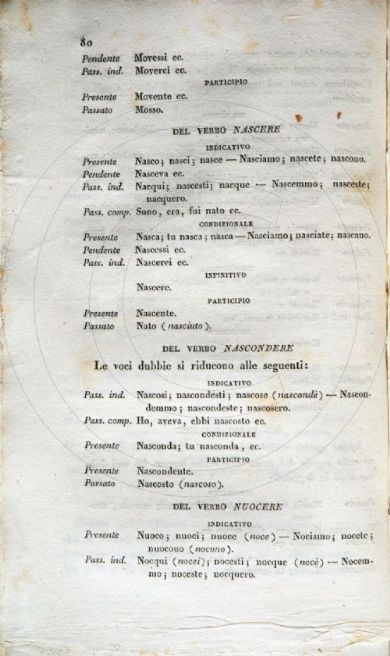 80
Pendente Movessi ec.
Pass. ind. Moverei ec.
PARTICIPIO
Presente Movente ec.
Passato Mosso.
DEL VERBO NASCERE
INDICATIVO
Presente Nasco; nasci; nasce — Nasciamo; nascete; nascono.
Pendente Nasceva ec.
Pass. ind. Nacqui; nascesti; nacque — Nascemmo; nasceste;
nacquero.
Pass. comp. Sono, era, fui nato ec.
CONDIZIONALE
Presente Nasca; tu nasca; nasca — Nasciamo; nasciate; nascano.
Pendente Nascessi ec.
Pass. ind. Nascerei ec.
INFINITIVO
Nascere.
PARTICIPIO
Presente Nascente.
Passato Nato (nasciuto).
DEL VERBO NASCONDERE
Le voci dubbie si riducono alle seguenti:
INDICATIVO
Pass. ind. Nascosi; nascondesti; nascose (nascondè) — Nascon-
demmo; nascondeste; nascosero.
Pass. comp. Ho, aveva, ebbi nascosto ec.
CONDIZIONALE
Presente Nasconda; tu nasconda, ec.
PARTICIPIO
Presente Nascondente.
Passato Nascosto (nascoso).
DEL VERBO NUOCERE
INDICATIVO
Presente Nuoco; nuoci; nuoce (noce) — Nociamo; nocete;
nuocono (nocono).
Pass. ind. Nocqui (nocei); nocesti; nocque (nocè) — Nocem-
mo; noceste; nocquero.